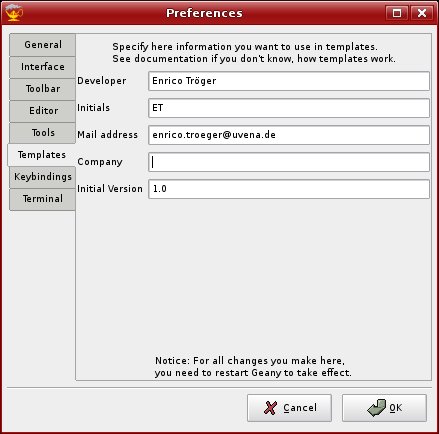 Preferences
General
Interface
Toolbar
Editor
Tools
Templates
Keybindings
Terminal
Specify here information you want to use in templates.
See documentation if you don't know, how templates work.
Developer Enrico Tröger
Initials ET
Mail address enrico.troeger@uvena.de
Company
Initial Version 1.0
Notice: For all changes you make here,
you need to restart Geany to take effect.
Cancel OK